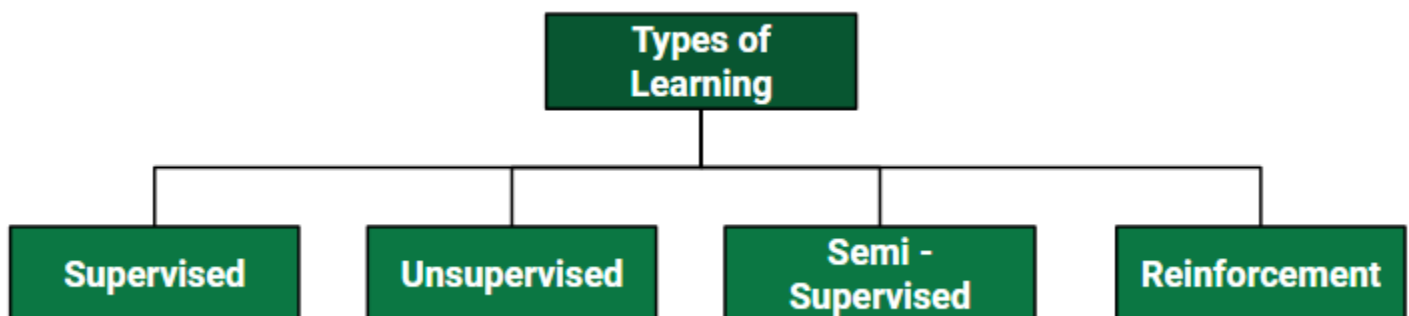 Types of
Learning
Supervised
Unsupervised
Semi -
Supervised
Reinforcement